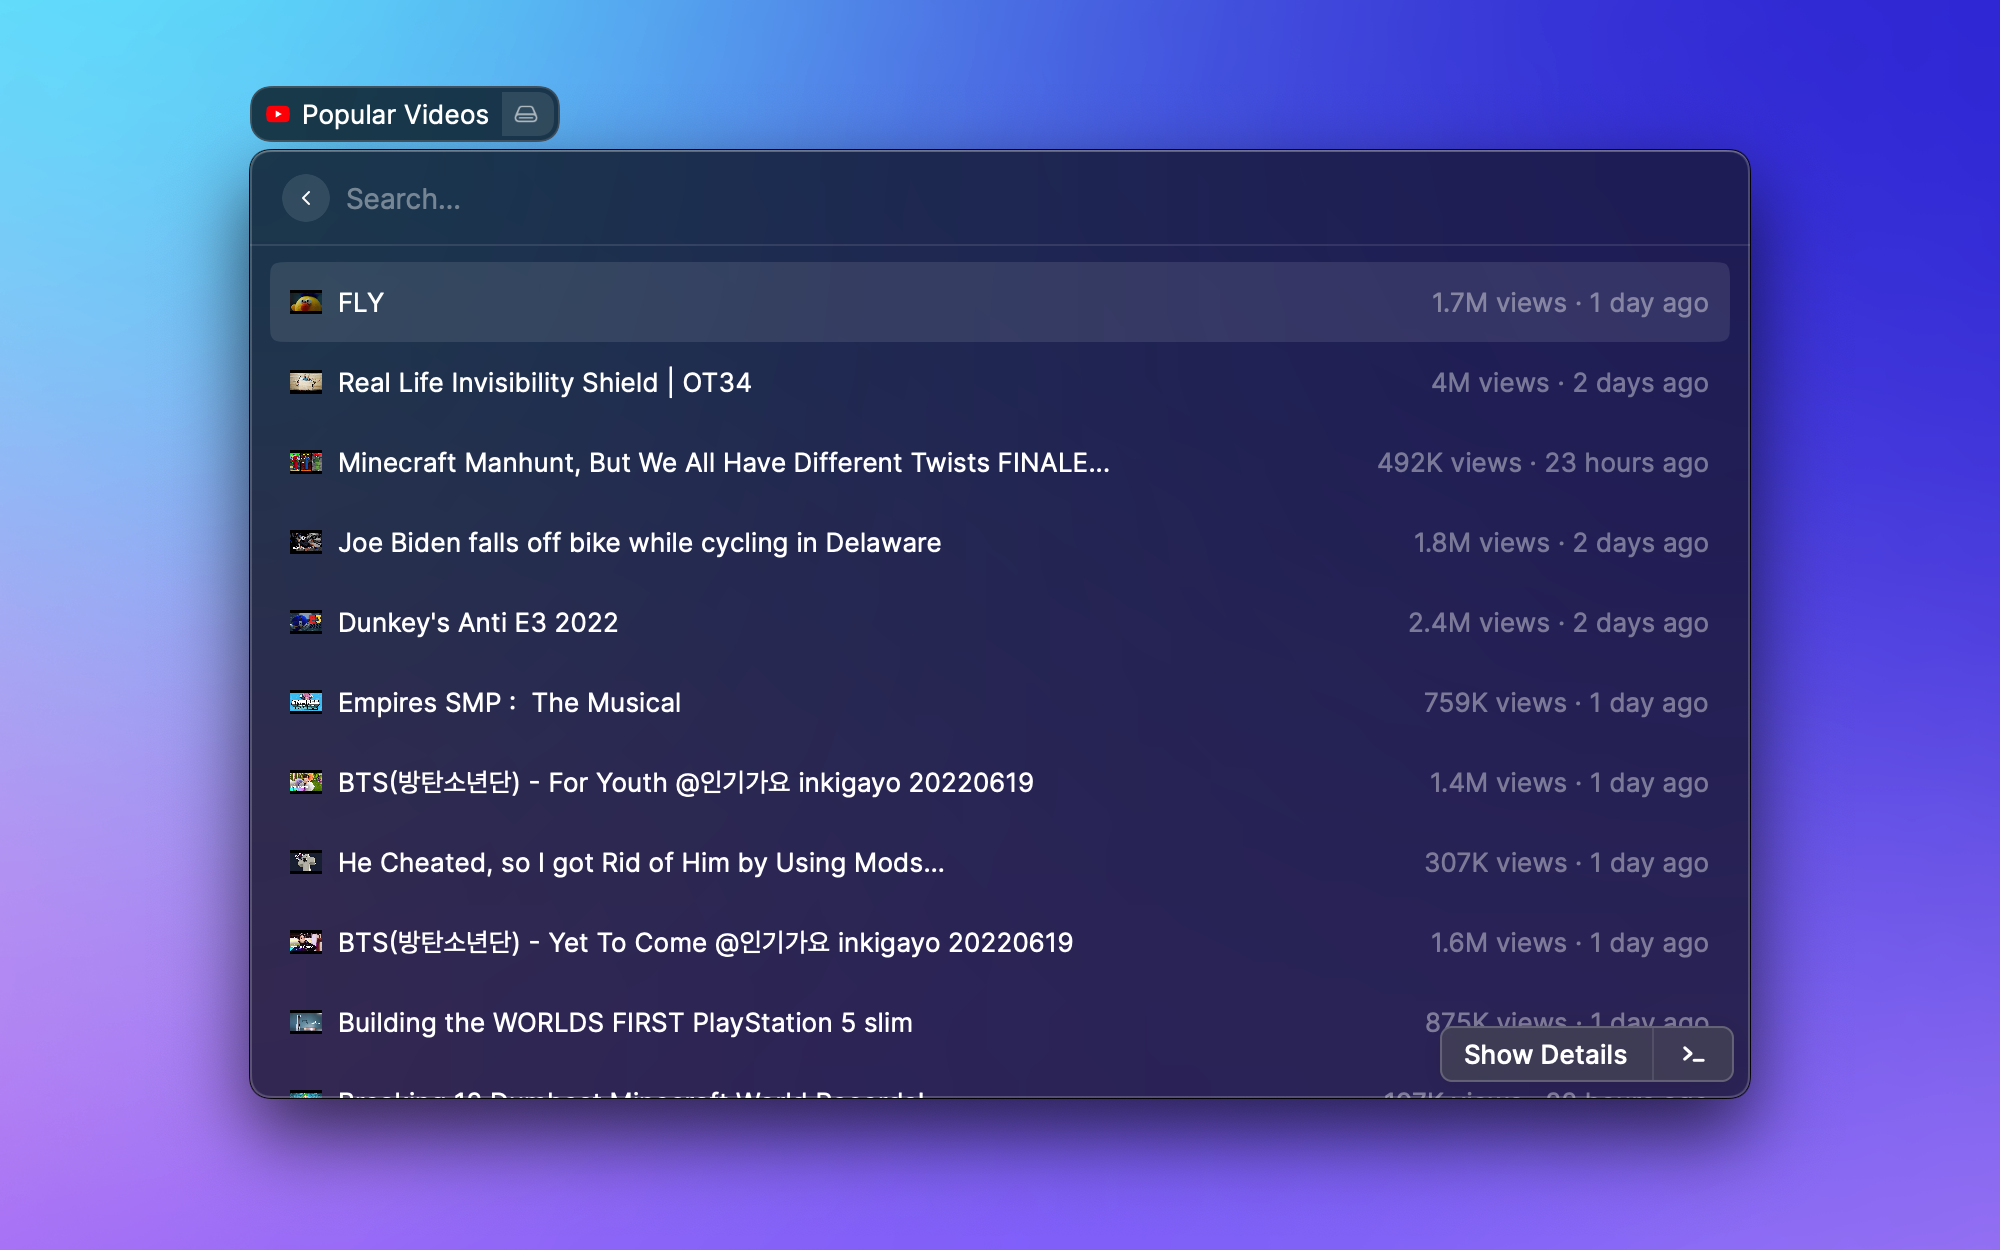 Popular Videos
Search...
FLY 1.7M views · 1 day ago
Real Life Invisibility Shield | OT34 4M views · 2 days ago
Minecraft Manhunt, But We All Have Different Twists FINALE... 492K views · 23 hours ago
Joe Biden falls off bike while cycling in Delaware 1.8M views · 2 days ago
Dunkey's Anti E3 2022 2.4M views · 2 days ago
Empires SMP : The Musical 759K views · 1 day ago
BTS(방탄소년단) - For Youth @인기가요 inkigayo 20220619 1.4M views · 1 day ago
He Cheated, so I got Rid of Him by Using Mods... 307K views · 1 day ago
BTS(방탄소년단) - Yet To Come @인기가요 inkigayo 20220619 1.6M views · 1 day ago
Building the WORLDS FIRST PlayStation 5 slim 875K views · 1 day ago
Show Details
Minecraft World Records! views · hours ago